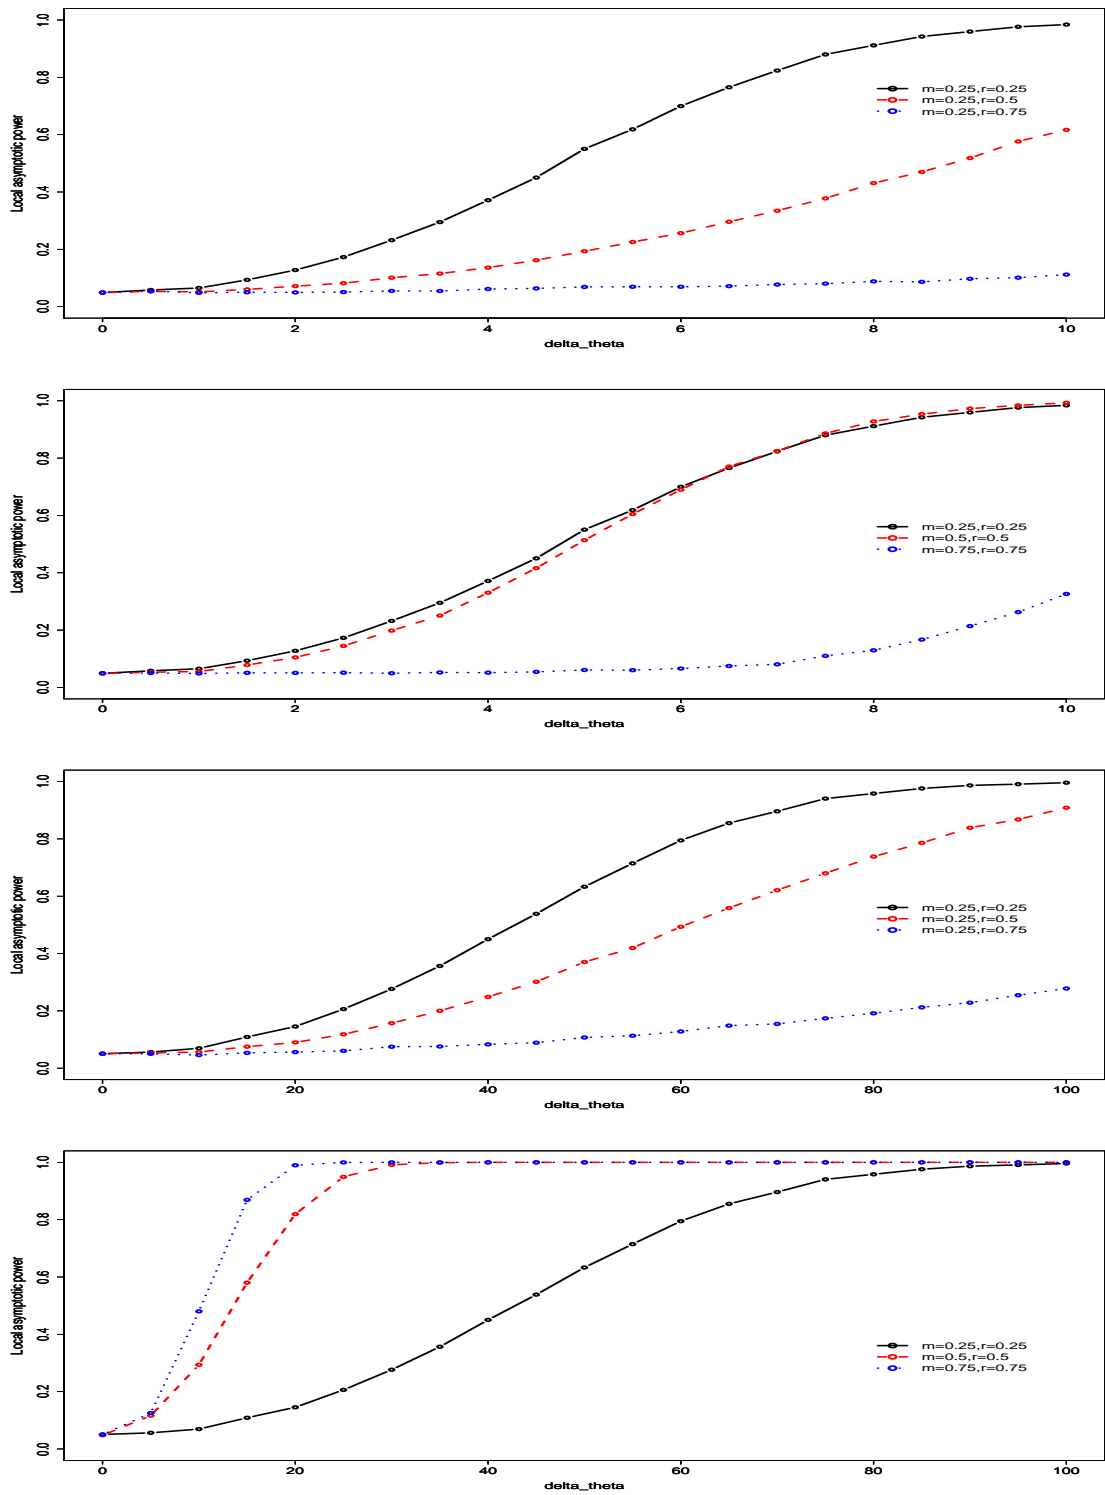 Local asymptotic power
1.0
0.8
0.6
0.4
0.2
0.0
m=0.25,r=0.25
m=0.25,r=0.5
m=0.25,r=0.75
0 2 4 6 8 10
delta_theta
Local asymptotic power
1.0
0.8
0.6
0.4
0.2
0.0
m=0.25,r=0.25
m=0.5,r=0.5
m=0.75,r=0.75
0 2 4 6 8 10
delta_theta
Local asymptotic power
1.0
0.8
0.6
0.4
0.2
0.0
m=0.25,r=0.25
m=0.25,r=0.5
m=0.25,r=0.75
0 20 40 60 80 100
delta_theta
Local asymptotic power
1.0
0.8
0.6
0.4
0.2
0.0
m=0.25,r=0.25
m=0.5,r=0.5
m=0.75,r=0.75
0 20 40 60 80 100
delta_theta